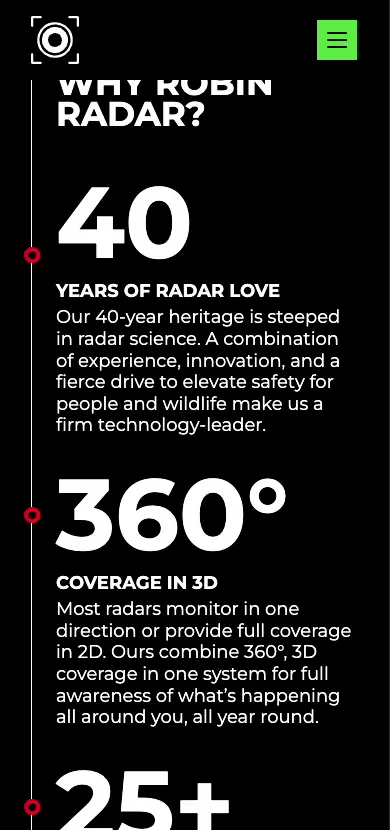 WHY ROBIN
RADAR?
40
YEARS OF RADAR LOVE
Our 40-year heritage is steeped
in radar science. A combination
of experience, innovation, and a
fierce drive to elevate safety for
people and wildlife make us a
firm technology-leader.
360°
COVERAGE IN 3D
Most radars monitor in one
direction or provide full coverage
in 2D. Ours combine 360°, 3D
coverage in one system for full
awareness of what’s happening
all around you, all year round.
25+